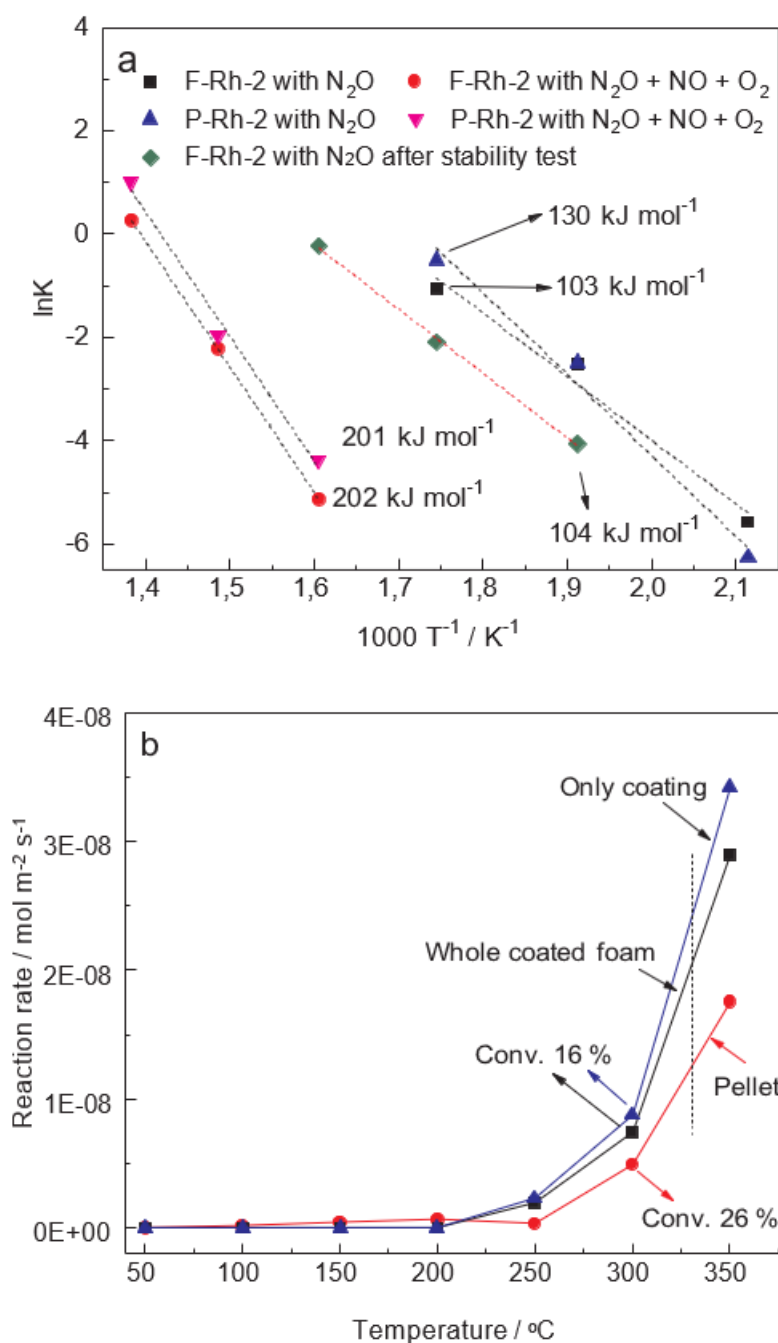 a
F-Rh-2 with N₂O
F-Rh-2 with N₂O + NO + O₂
P-Rh-2 with N₂O
P-Rh-2 with N₂O + NO + O₂
F-Rh-2 with N2O after stability test
130 kJ mol⁻¹
103 kJ mol⁻¹
201 kJ mol⁻¹
202 kJ mol⁻¹
104 kJ mol⁻¹
4
2
0
-2
-4
-6
lnK
1,4 1,5 1,6 1,7 1,8 1,9 2,0 2,1
1000 T⁻¹ / K⁻¹
b
4E-08
3E-08
2E-08
1E-08
0E+00
Reaction rate / mol m⁻² s⁻¹
Only coating
Whole coated foam
Conv. 16 %
Pellet
Conv. 26 %
50 100 150 200 250 300 350
Temperature / ºC